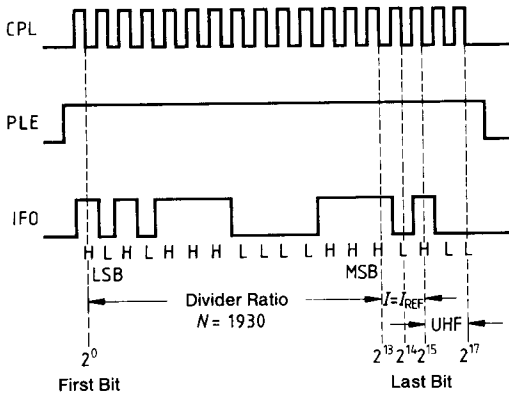 CPL
PLE
IFO
H L H L H H H L L L L H H H L H L L
LSB
MSB
Divider Ratio
N = 1930
I=I_REF
UHF
2^0
2^13 2^14 2^15 2^17
First Bit
Last Bit